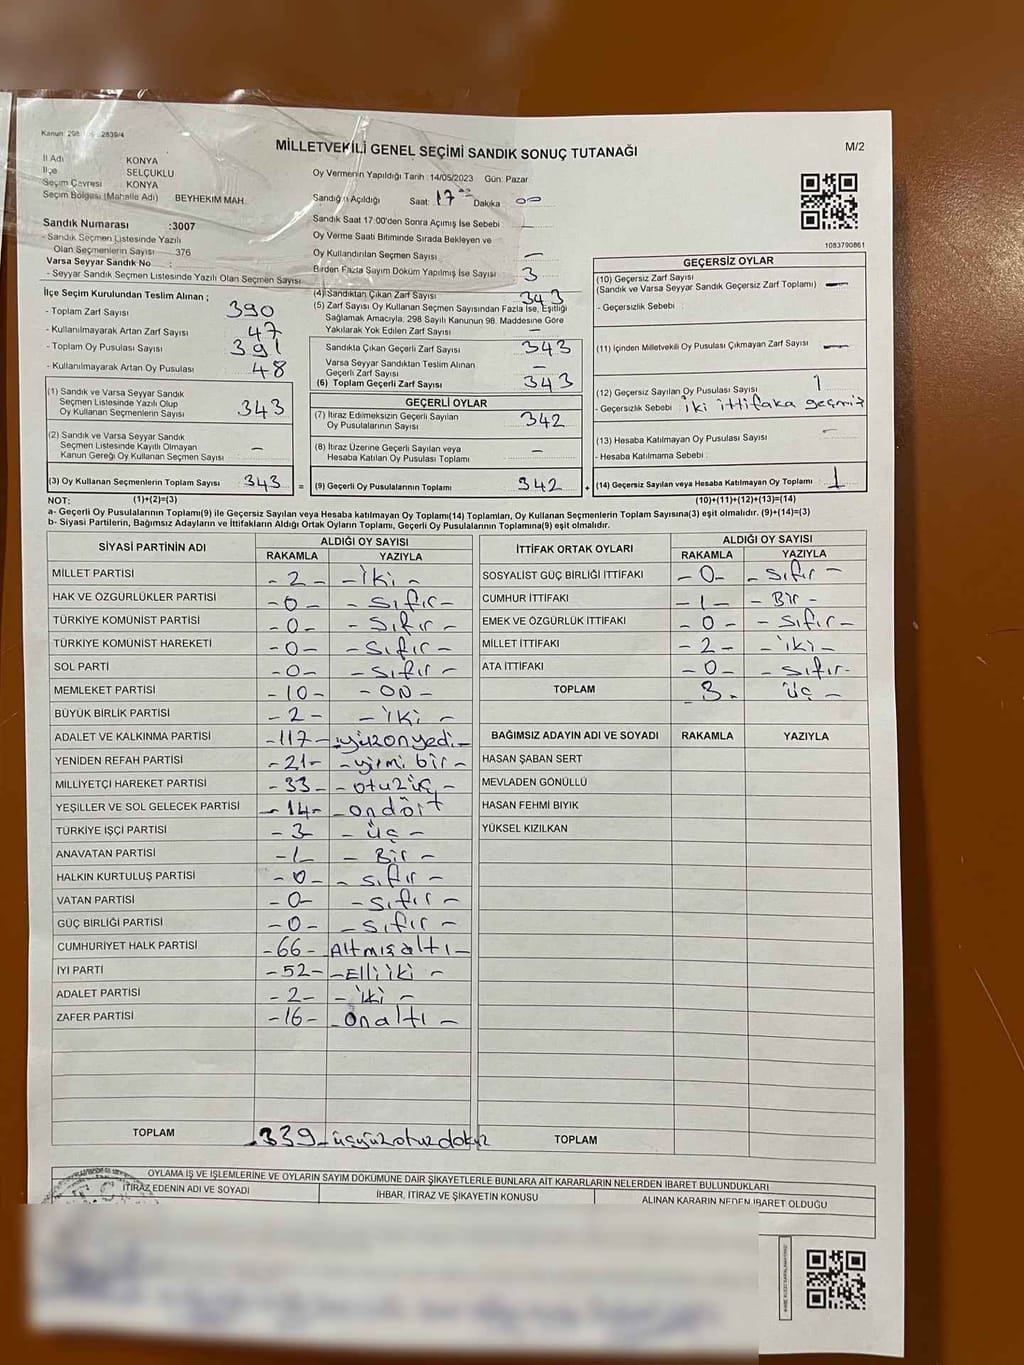 Kanun: 298 2839/4
MİLLETVEKİLİ GENEL SEÇİMİ SANDIK SONUÇ TUTANAĞI
M/2
İl Adı KONYA
İlçe SELÇUKLU
Seçim Çevresi KONYA
Seçim Bölgesi (Mahalle Adı) BEYHEKIM MAH.
Sandık Numarası :3007
- Sandık Seçmen Listesinde Yazılı
Olan Seçmenlerin Sayısı : 376
Varsa Seyyar Sandık No :
- Seyyar Sandık Seçmen Listesinde Yazılı Olan Seçmen Sayısı
Oy Vermenin Yapıldığı Tarih :14/05/2023 Gün: Pazar
Sandığın Açıldığı Saat: 17 00 Dakika 00
Sandık Saat 17:00'den Sonra Açımış İse Sebebi –
Oy Verme Saati Bitiminde Sırada Bekleyen ve
Oy Kullandırılan Seçmen Sayısı –
Birden Fazla Sayım Döküm Yapılmış İse Sayısı 3
1083790861
İlçe Seçim Kurulundan Teslim Alınan ;
- Toplam Zarf Sayısı 390
- Kullanılmayarak Artan Zarf Sayısı 47
- Toplam Oy Pusulası Sayısı 391
- Kullanılmayarak Artan Oy Pusulası 48
(1) Sandık ve Varsa Seyyar Sandık
Seçmen Listesinde Yazılı Olup
Oy Kullanan Seçmenlerin Sayısı 343
(2) Sandık ve Varsa Seyyar Sandık
Seçmen Listesinde Kayıtlı Olmayan
Kanun Gereği Oy Kullanan Seçmen Sayısı –
(3) Oy Kullanan Seçmenlerin Toplam Sayısı 343 =
(4) Sandıktan Çıkan Zarf Sayısı 343
(5) Zarf Sayısı Oy Kullanan Seçmen Sayısından Fazla İse, Eşitliği
Sağlamak Amacıyla; 298 Sayılı Kanunun 98. Maddesine Göre
Yakılarak Yok Edilen Zarf Sayısı –
Sandıkta Çıkan Geçerli Zarf Sayısı 343
Varsa Seyyar Sandıktan Teslim Alınan
Geçerli Zarf Sayısı –
(6) Toplam Geçerli Zarf Sayısı 343
GEÇERLİ OYLAR
(7) İtiraz Edilmeksizin Geçerli Sayılan
Oy Pusulalarının Sayısı 342
(8) İtiraz Üzerine Geçerli Sayılan veya
Hesaba Katılan Oy Pusulası Toplamı –
(9) Geçerli Oy Pusulalarının Toplamı 342 +
GEÇERSİZ OYLAR
(10) Geçersiz Zarf Sayısı
(Sandık ve Varsa Seyyar Sandık Geçersiz Zarf Toplamı) –
- Geçersizlik Sebebi :
(11) İçinden Milletvekili Oy Pusulası Çıkmayan Zarf Sayısı –
(12) Geçersiz Sayılan Oy Pusulası Sayısı 1
- Geçersizlik Sebebi : iki ittifaka geçmiş
(13) Hesaba Katılmayan Oy Pusulası Sayısı –
- Hesaba Katılmama Sebebi :
(14) Geçersiz Sayılan veya Hesaba Katılmayan Oy Toplamı 1
NOT: (1)+(2)=(3) (10)+(11)+(12)+(13)=(14)
a- Geçerli Oy Pusulaları Toplamı(9) ile Geçersiz Sayılan veya Hesaba katılmayan Oy Toplamı(14) Toplamları, Oy Kullanan Seçmenlerin Toplam Sayısına(3) eşit olmalıdır. (9)+(14)=(3)
b- Siyasi Partilerin, Bağımsız Adayların ve İttifakların Aldığı Ortak Oyların Toplamı, Geçerli Oy Pusulalarının Toplamına(9) eşit olmalıdır.
SİYASİ PARTİNİN ADI ALDIĞI OY SAYISI
RAKAMLA YAZIYLA
MİLLET PARTİSİ - 2 - - iki -
HAK VE ÖZGÜRLÜKLER PARTİSİ - 0 - - sıfır -
TÜRKİYE KOMÜNİST PARTİSİ - 0 - - sıfır -
TÜRKİYE KOMÜNİST HAREKETİ - 0 - - sıfır -
SOL PARTİ - 0 - - sıfır -
MEMLEKET PARTİSİ - 10 - - ON -
BÜYÜK BİRLİK PARTİSİ - 2 - - iki -
ADALET VE KALKINMA PARTİSİ - 117 - - yüzonyedi -
YENİDEN REFAH PARTİSİ - 21 - - yirmi bir -
MİLLİYETÇİ HAREKET PARTİSİ - 33 - - otuzüç -
YEŞİLLER VE SOL GELECEK PARTİSİ - 14 - - ondört
TÜRKİYE İŞÇİ PARTİSİ - 3 - - üç -
ANAVATAN PARTİSİ - 1 - - Bir -
HALKIN KURTULUŞ PARTİSİ - 0 - - sıfır -
VATAN PARTİSİ - 0 - - sıfır -
GÜÇ BİRLİĞİ PARTİSİ - 0 - - sıfır -
CUMHURİYET HALK PARTİSİ - 66 - Altmışaltı -
İYİ PARTİ - 52 - - Elli iki -
ADALET PARTİSİ - 2 - - iki -
ZAFER PARTİSİ - 16 - - onaltı -
TOPLAM - 339 - üçyüzotuzdokuz
İTTİFAK ORTAK OYLARI ALDIĞI OY SAYISI
RAKAMLA YAZIYLA
SOSYALİST GÜÇ BİRLİĞİ İTTİFAKI - 0 - - sıfır -
CUMHUR İTTİFAKI - 1 - - Bir -
EMEK VE ÖZGÜRLÜK İTTİFAKI - 0 - - sıfır -
MİLLET İTTİFAKI - 2 - - iki -
ATA İTTİFAKI - 0 - - sıfır -
TOPLAM - 3 - üç -
BAĞIMSIZ ADAYIN ADI VE SOYADI RAKAMLA YAZIYLA
HASAN ŞABAN SERT
MEVLADEN GÖNÜLLÜ
HASAN FEHMİ BIYIK
YÜKSEL KIZILKAN
TOPLAM
OYLAMA İŞ VE İŞLEMLERİNE VE OYLARIN SAYIM DÖKÜMÜNE DAİR ŞİKAYETLERLE BUNLARA AİT KARARLARIN NELERDEN İBARET BULUNDUKLARI
İTİRAZ EDENİN ADI VE SOYADI İHBAR, İTİRAZ VE ŞİKAYETİN KONUSU ALINAN KARARIN NEDEN İBARET OLDUĞU